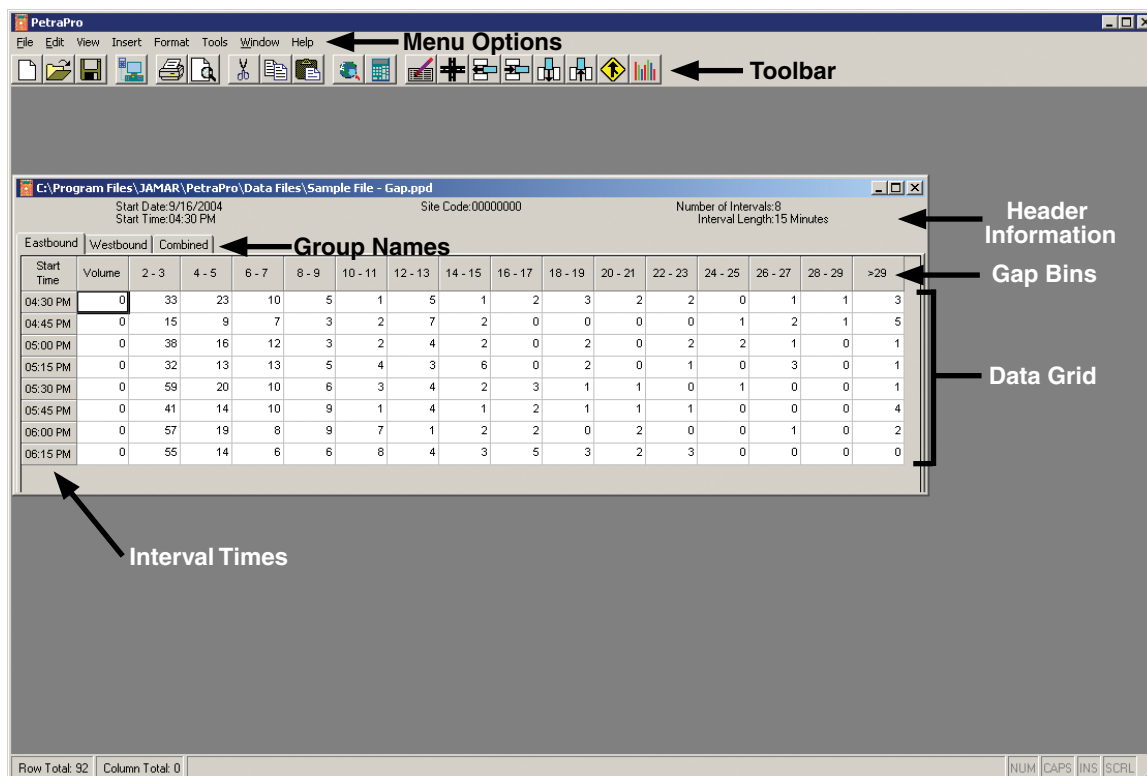 PetraPro
File Edit View Insert Format Tools Window Help
Menu Options
Toolbar
C:\Program Files\JAMAR\PetraPro\Data Files\Sample File - Gap.ppd
Start Date:9/16/2004 Site Code:00000000 Number of Intervals:8
Start Time:04:30 PM Interval Length:15 Minutes
Header
Information
Eastbound Westbound Combined
Group Names
Start Time Volume 2 - 3 4 - 5 6 - 7 8 - 9 10 - 11 12 - 13 14 - 15 16 - 17 18 - 19 20 - 21 22 - 23 24 - 25 26 - 27 28 - 29 >29
Gap Bins
04:30 PM 0 33 23 10 5 1 5 1 2 3 2 2 0 1 1 3
04:45 PM 0 15 9 7 3 2 7 2 0 0 0 0 1 2 1 5
05:00 PM 0 38 16 12 3 2 4 2 0 2 0 2 2 1 0 1
05:15 PM 0 32 13 13 5 4 3 6 0 2 0 1 0 3 0 1
05:30 PM 0 59 20 10 6 3 4 2 3 1 1 0 1 0 0 1
05:45 PM 0 41 14 10 9 1 4 1 2 1 1 1 0 0 0 4
06:00 PM 0 57 19 8 9 7 1 2 2 0 2 0 0 1 0 2
06:15 PM 0 55 14 6 6 8 4 3 5 3 2 3 0 0 0 0
Data Grid
Interval Times
Row Total: 92 Column Total: 0 NUM CAPS INS SCRL